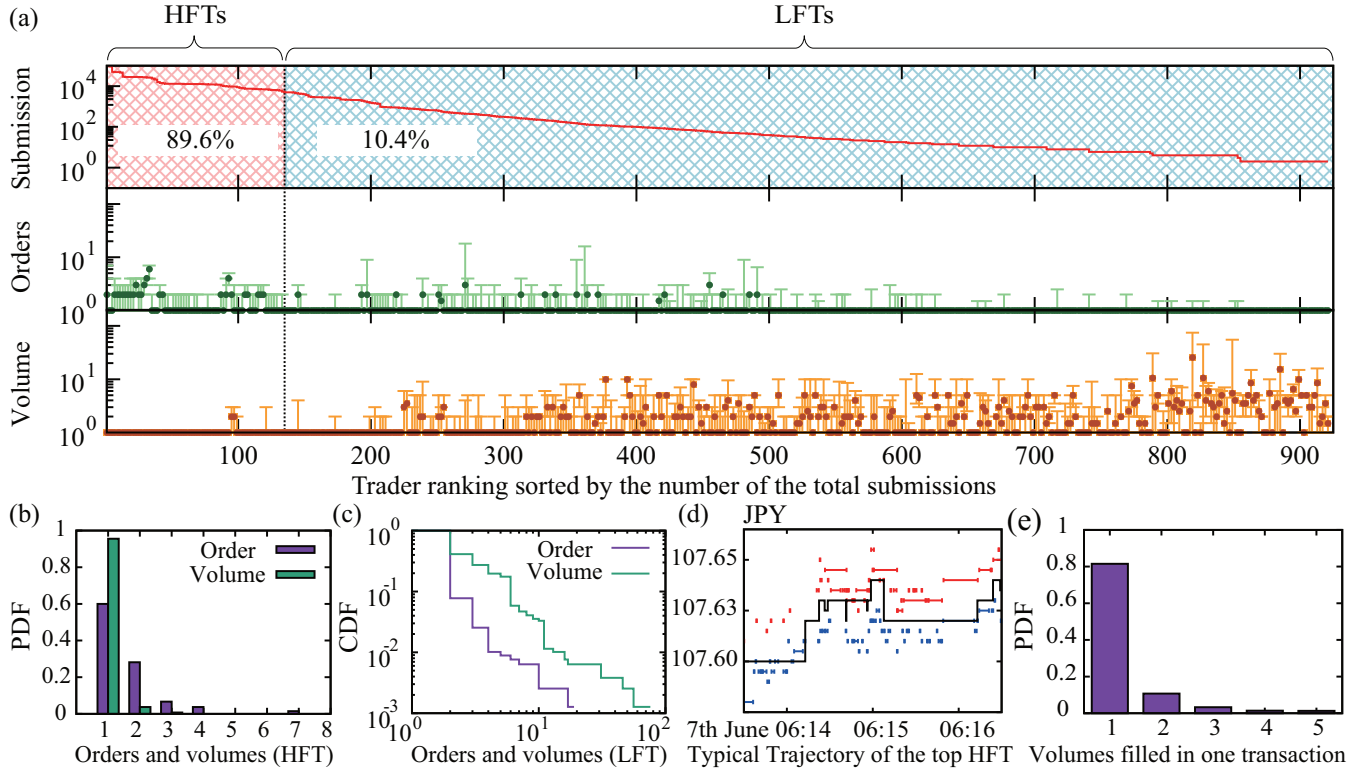 (a)
HFTs
LFTs
Submission
10^4
10^2
10^0
89.6%
10.4%
Orders
10^1
10^0
Volume
10^1
10^0
100 200 300 400 500 600 700 800 900
Trader ranking sorted by the number of the total submissions
(b)
PDF
1
0.8
0.6
0.4
0.2
0
Order
Volume
1 2 3 4 5 6 7 8
Orders and volumes (HFT)
(c)
CDF
10^0
10^-1
10^-2
10^-3
Order
Volume
10^0 10^1 10^2
Orders and volumes (LFT)
(d)
JPY
107.65
107.63
107.60
7th June 06:14 06:15 06:16
Typical Trajectory of the top HFT
(e)
PDF
1
0.8
0.6
0.4
0.2
0
1 2 3 4 5
Volumes filled in one transaction